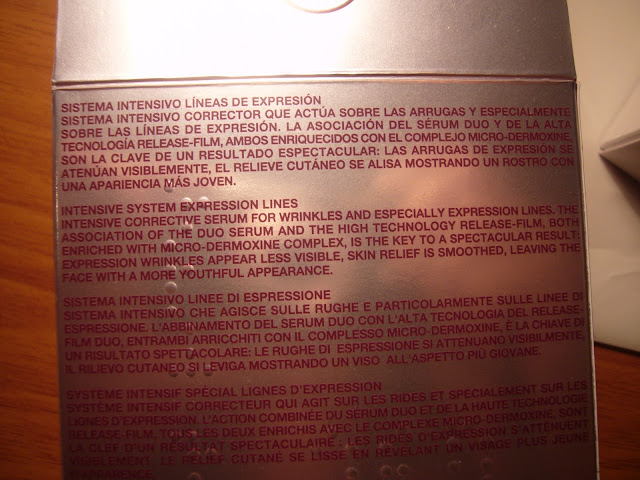 SISTEMA INTENSIVO LÍNEAS DE EXPRESIÓN
SISTEMA INTENSIVO CORRECTOR QUE ACTÚA SOBRE LAS ARRUGAS Y ESPECIALMENTE
SOBRE LAS LÍNEAS DE EXPRESIÓN. LA ASOCIACIÓN DEL SÉRUM DUO Y DE LA ALTA
TECNOLOGÍA RELEASE-FILM, AMBOS ENRIQUECIDOS CON EL COMPLEJO MICRO-DERMOXINE,
SON LA CLAVE DE UN RESULTADO ESPECTACULAR: LAS ARRUGAS DE EXPRESIÓN SE
ATENÚAN VISIBLEMENTE, EL RELIEVE CUTÁNEO SE ALISA MOSTRANDO UN ROSTRO CON
UNA APARIENCIA MÁS JOVEN.
INTENSIVE SYSTEM EXPRESSION LINES
INTENSIVE CORRECTIVE SERUM FOR WRINKLES AND ESPECIALLY EXPRESSION LINES. THE
ASSOCIATION OF THE DUO SERUM AND THE HIGH TECHNOLOGY RELEASE-FILM, BOTH
ENRICHED WITH MICRO-DERMOXINE COMPLEX, IS THE KEY TO A SPECTACULAR RESULT:
EXPRESSION WRINKLES APPEAR LESS VISIBLE, SKIN RELIEF IS SMOOTHED, LEAVING THE
FACE WITH A MORE YOUTHFUL APPEARANCE.
SISTEMA INTENSIVO LINEE DI ESPRESSIONE
SISTEMA INTENSIVO CHE AGISCE SULLE RUGHE E PARTICOLARMENTE SULLE LINEE DI
ESPRESSIONE. L'ABBINAMENTO DEL SERUM DUO CON L'ALTA TECNOLOGIA DEL RELEASE-
FILM DUO, ENTRAMBI ARRICCHITI CON IL COMPLESSO MICRO-DERMOXINE, È LA CHIAVE DI
UN RISULTATO SPETTACOLARE: LE RUGHE DI ESPRESSIONE SI ATTENUANO VISIBILMENTE,
IL RILIEVO CUTANEO SI LEVIGA MOSTRANDO UN VISO ALL'ASPETTO PIÙ GIOVANE.
SYSTEME INTENSIF SPÉCIAL LIGNES D'EXPRESSION
SYSTÈME INTENSIF CORRECTEUR QUI AGIT SUR LES RIDES ET SPÉCIALEMENT SUR LES
LIGNES D'EXPRESSION. L'ACTION COMBINÉE DU SÉRUM DUO ET DE LA HAUTE TECHNOLOGIE
RELEASE-FILM, TOUS LES DEUX ENRICHIS AVEC LE COMPLEXE MICRO-DERMOXINE, SONT
LA CLEF D'UN RÉSULTAT SPECTACULAIRE: LES RIDES D'EXPRESSION S'ATTÉNUENT
VISIBLEMENT, LE RELIEF CUTANÉ SE LISSE EN RÉVÉLANT UN VISAGE PLUS JEUNE